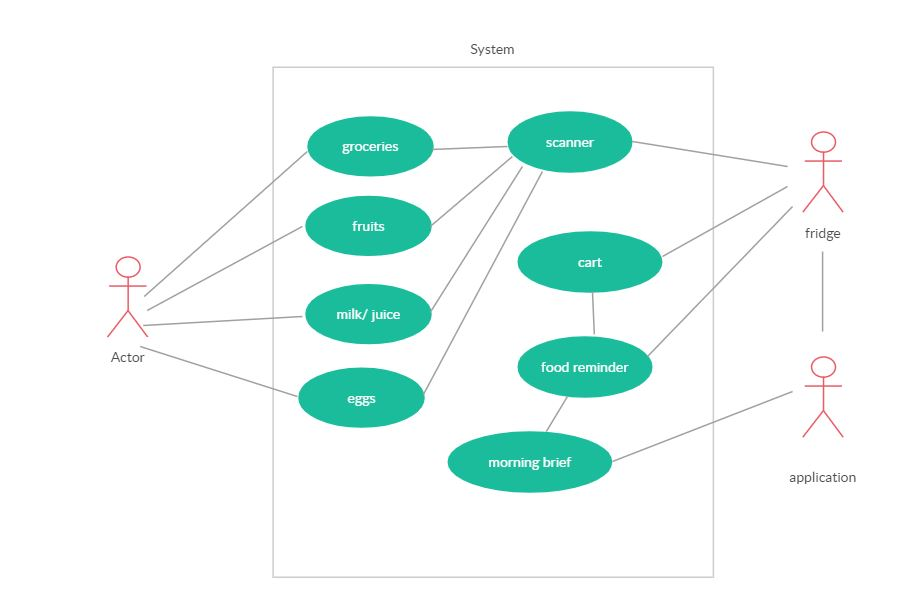 System
groceries
scanner
fruits
fridge
cart
milk/ juice
Actor
food reminder
eggs
morning brief
application